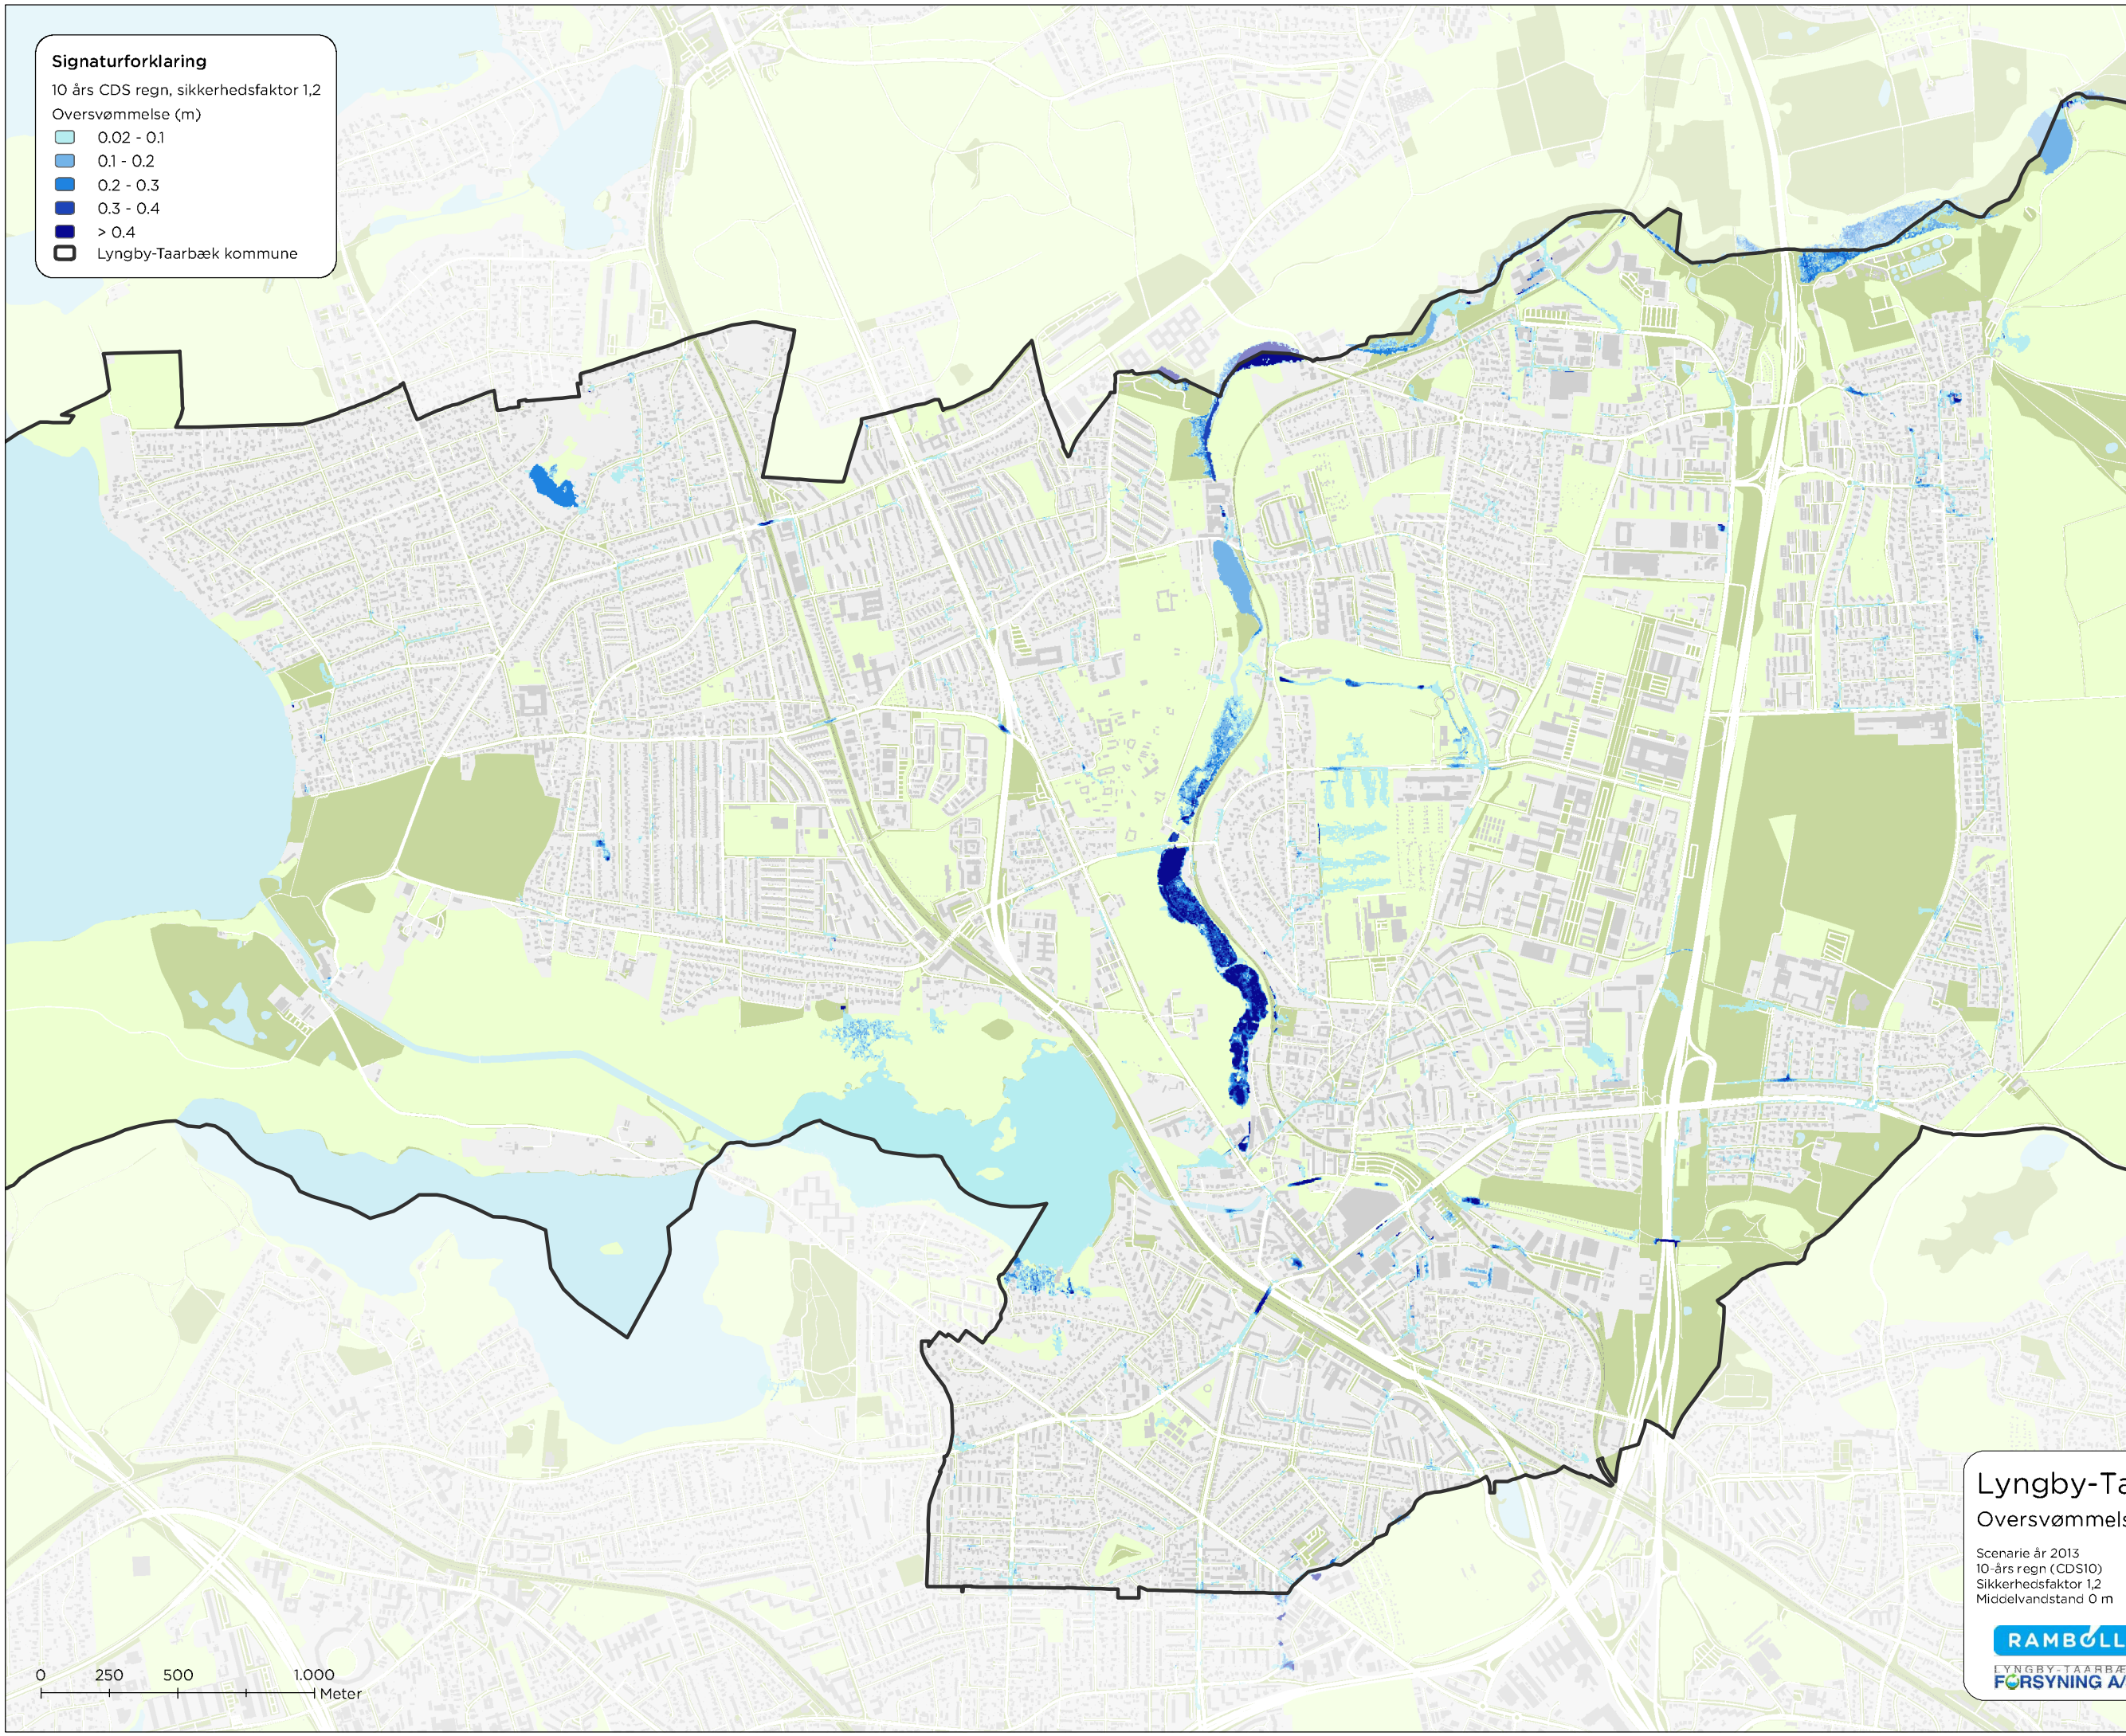 Signaturforklaring
10 års CDS regn, sikkerhedsfaktor 1,2
Oversvømmelse (m)
0.02 - 0.1
0.1 - 0.2
0.2 - 0.3
0.3 - 0.4
> 0.4
Lyngby-Taarbæk kommune
0 250 500 1.000
Meter
Lyngby-Ta
Oversvømmels
Scenarie år 2013
10-års regn (CDS10)
Sikkerhedsfaktor 1,2
Middelvandstand 0 m
RAMBOLL
LYNGBY-TAARBÆ
FORSYNING A/